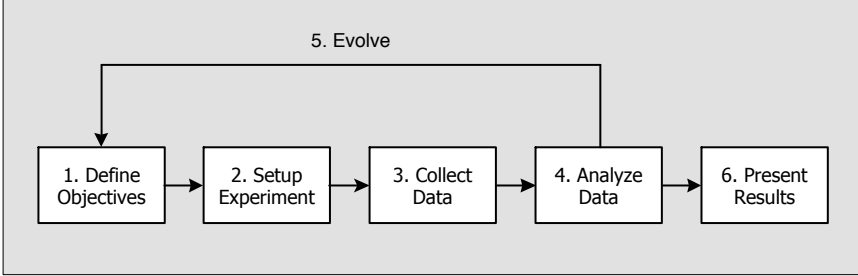 5. Evolve
1. Define
Objectives
2. Setup
Experiment
3. Collect
Data
4. Analyze
Data
6. Present
Results